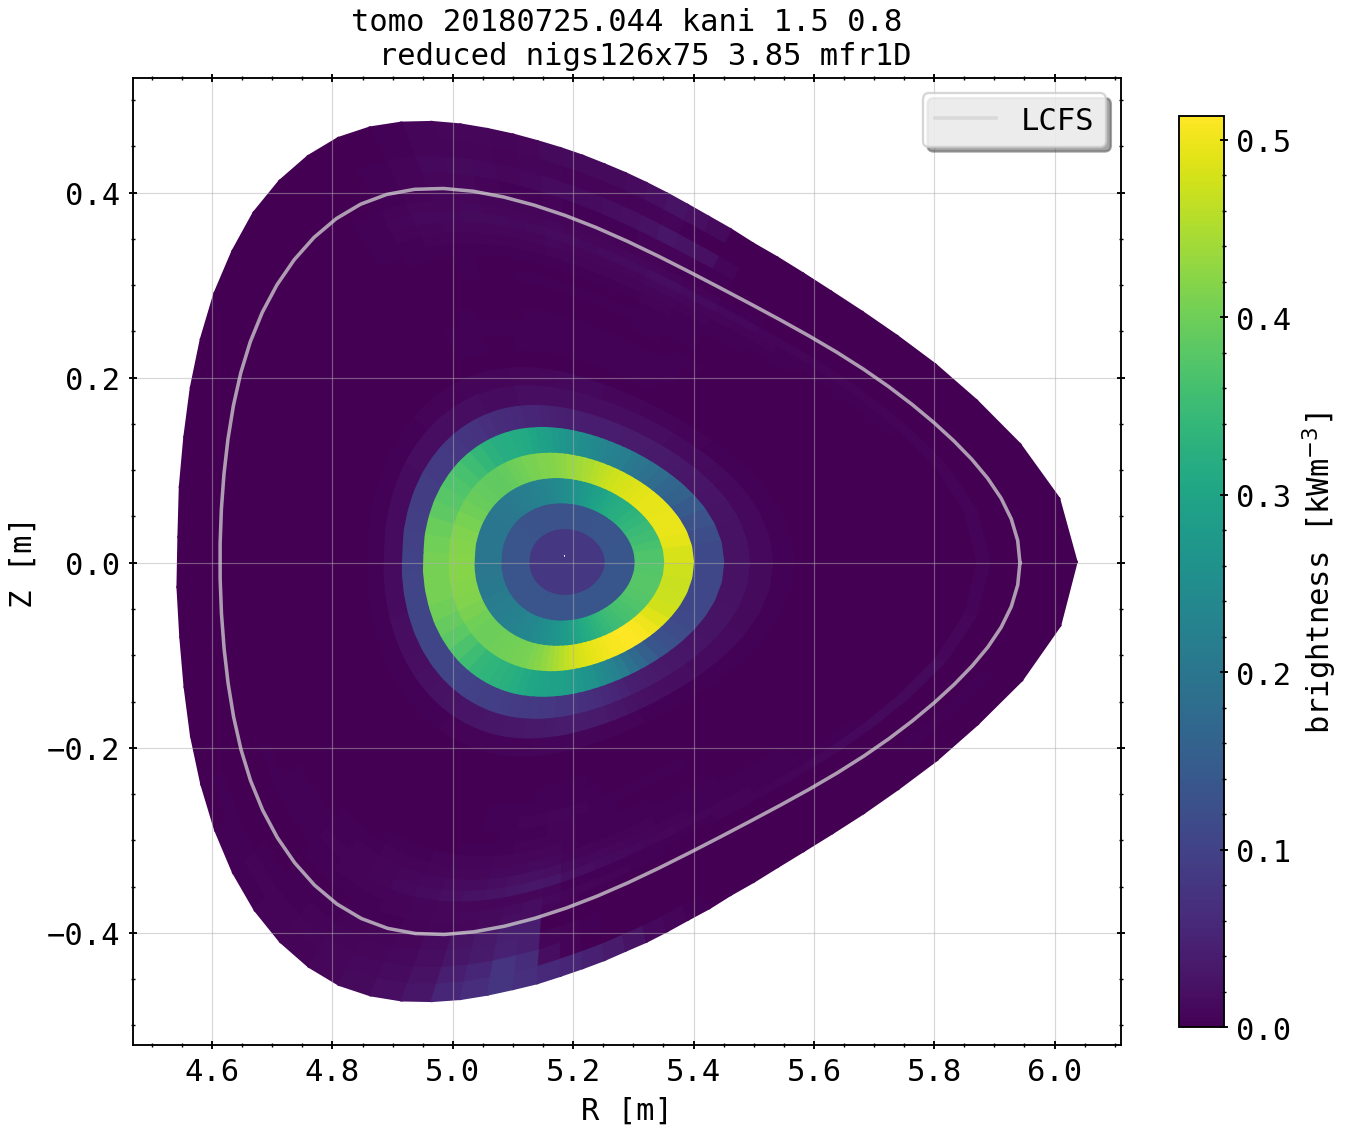 tomo 20180725.044 kani 1.5 0.8
reduced nigs126x75 3.85 mfr1D
LCFS
0.4
0.2
0.0
−0.2
−0.4
Z [m]
4.6 4.8 5.0 5.2 5.4 5.6 5.8 6.0
R [m]
0.5
0.4
0.3
0.2
0.1
0.0
brightness [kWm⁻³]